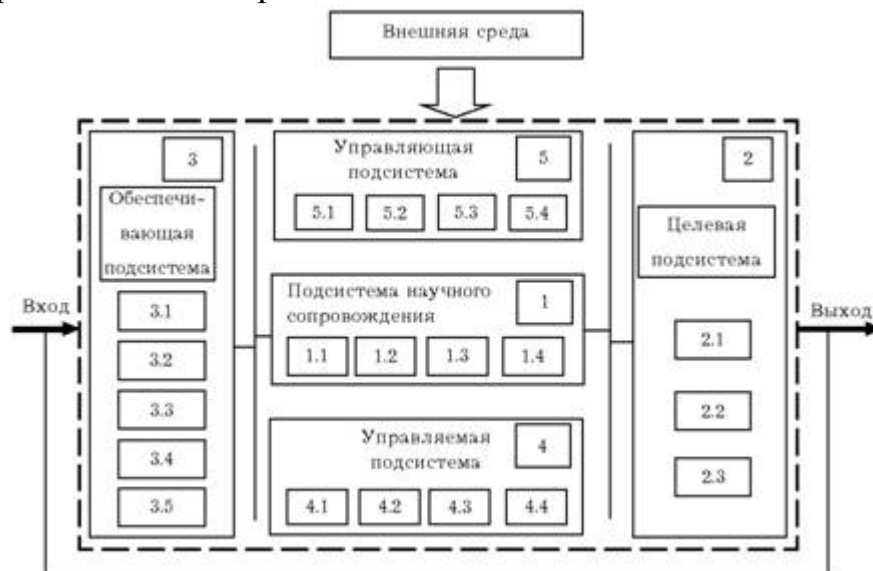 Внешняя среда
3
Обеспечи-
вающая
подсистема
3.1
3.2
3.3
3.4
3.5
Управляющая
подсистема
5
5.1 5.2 5.3 5.4
Подсистема научного
сопровождения
1
1.1 1.2 1.3 1.4
Управляемая
подсистема
4
4.1 4.2 4.3 4.4
2
Целевая
подсистема
2.1
2.2
2.3
Вход
Выход